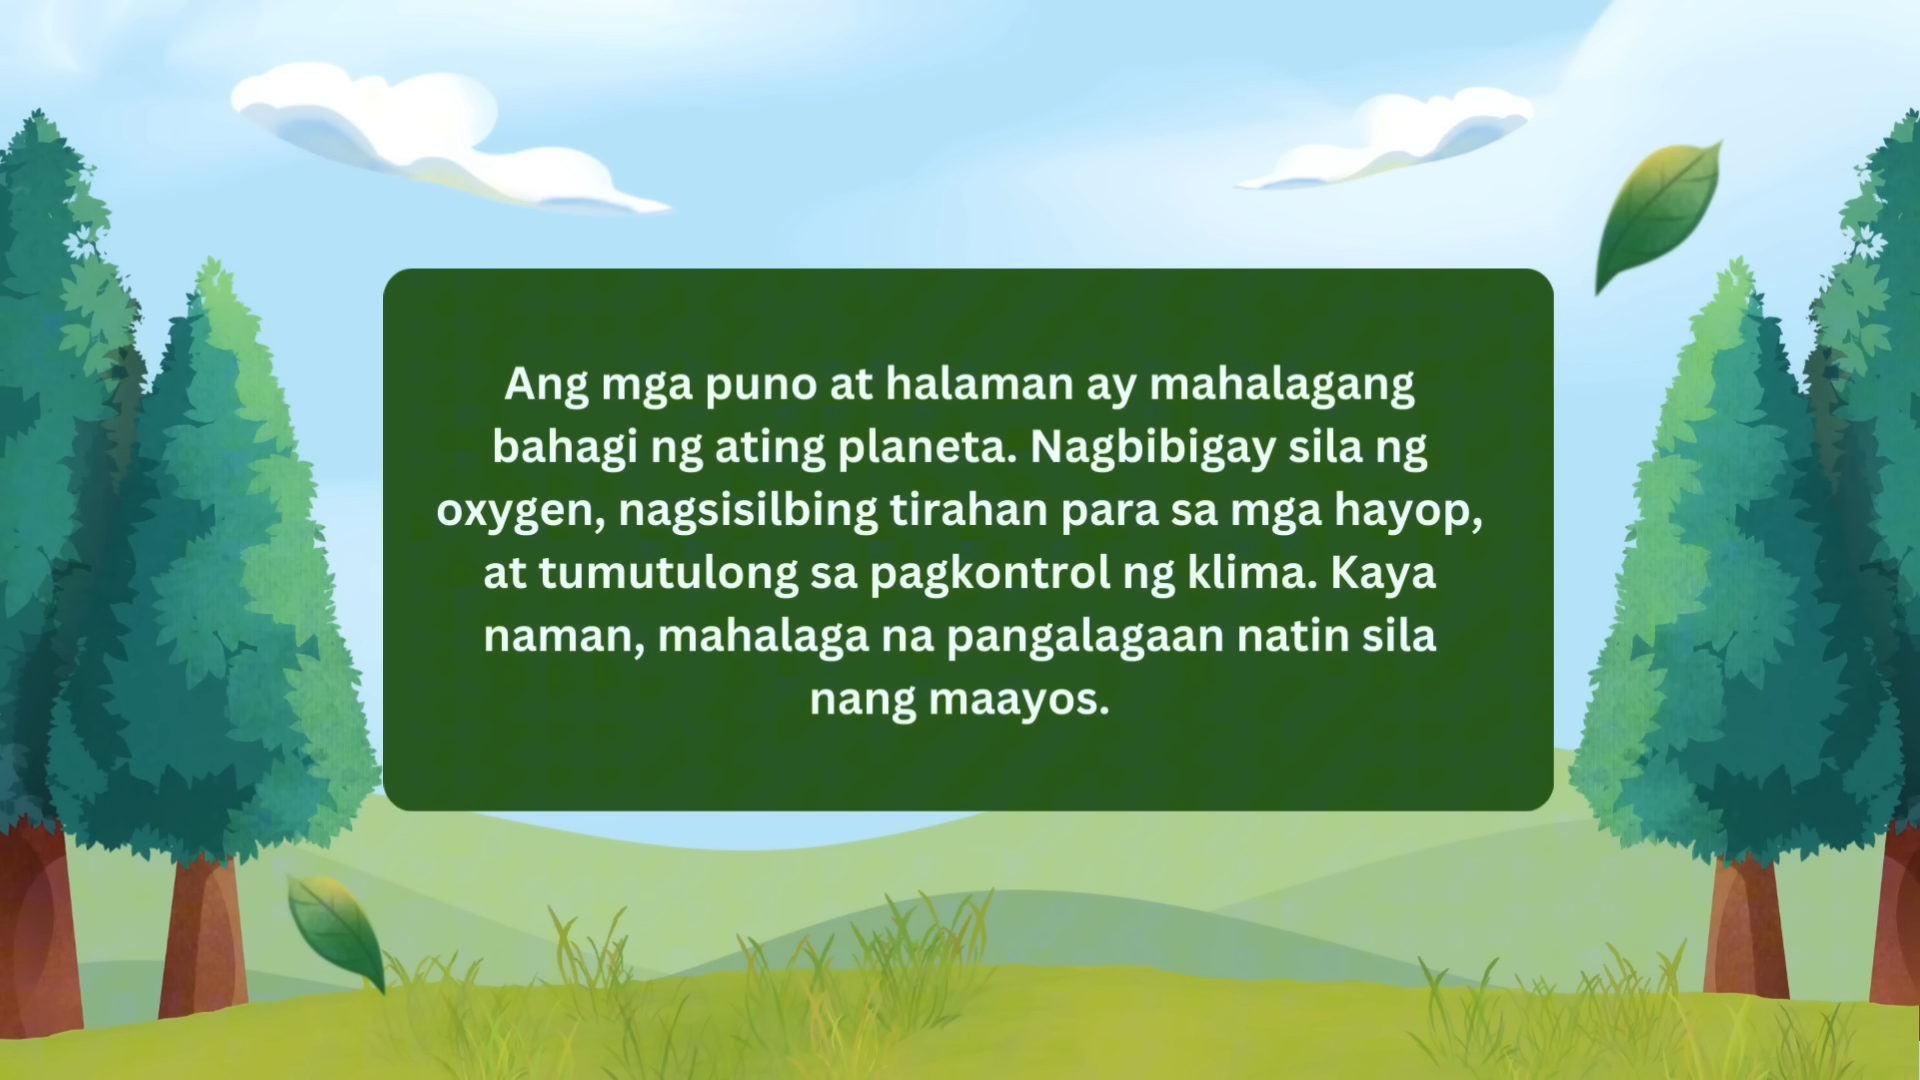 Ang mga puno at halaman ay mahalagang
bahagi ng ating planeta. Nagbibigay sila ng
oxygen, nagsisilbing tirahan para sa mga hayop,
at tumutulong sa pagkontrol ng klima. Kaya
naman, mahalaga na pangalagaan natin sila
nang maayos.